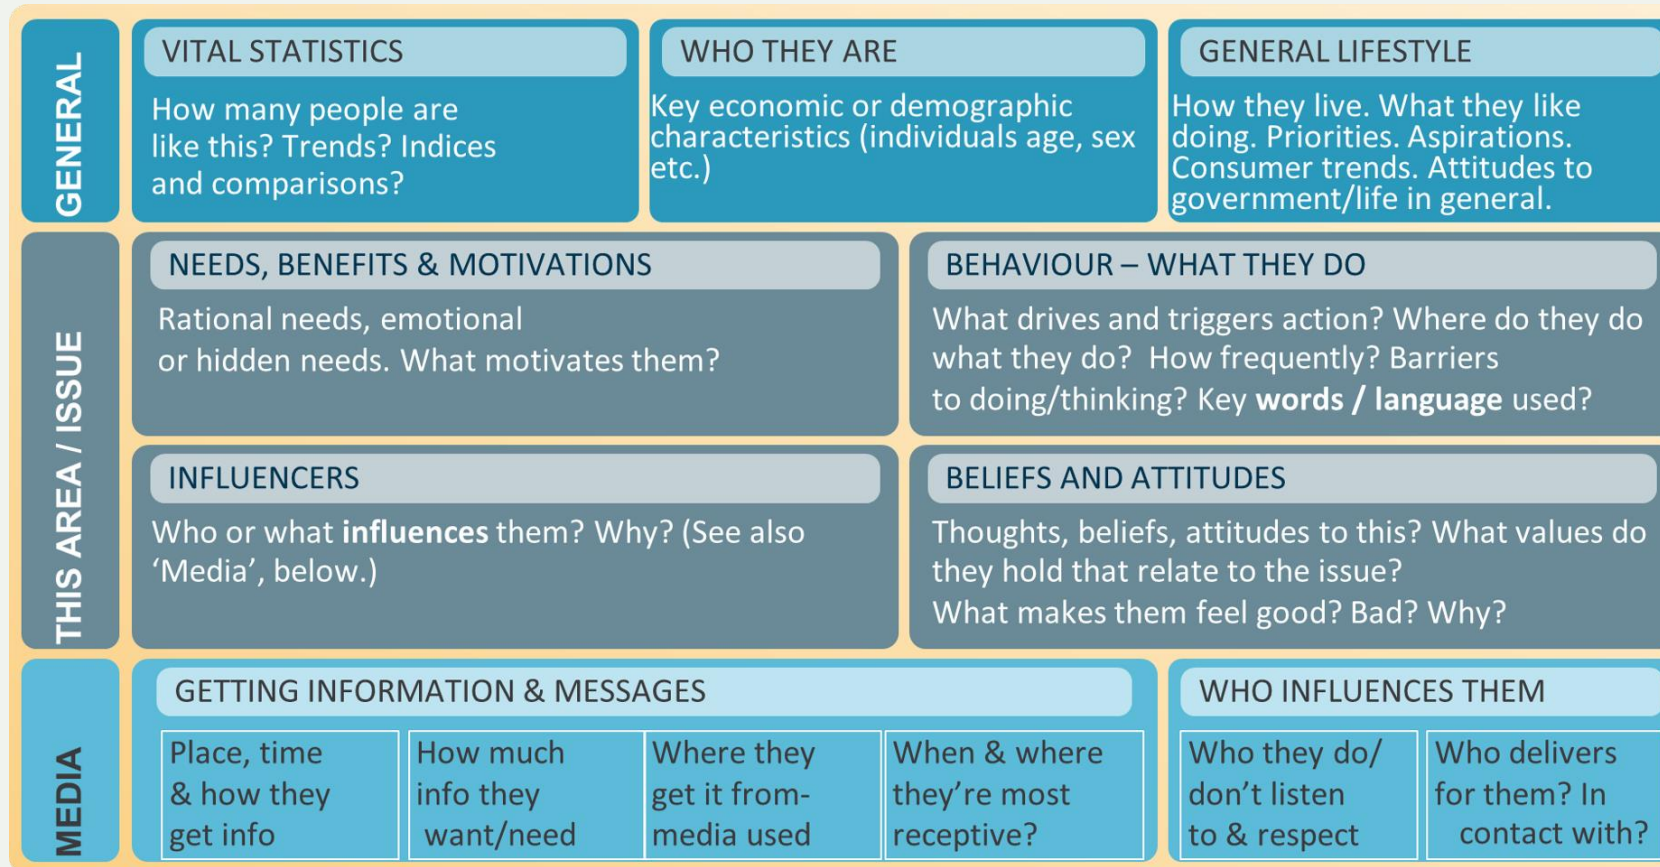 GENERAL
VITAL STATISTICS
How many people are
like this? Trends? Indices
and comparisons?
WHO THEY ARE
Key economic or demographic
characteristics (individuals age, sex
etc.)
GENERAL LIFESTYLE
How they live. What they like
doing. Priorities. Aspirations.
Consumer trends. Attitudes to
government/life in general.
THIS AREA / ISSUE
NEEDS, BENEFITS & MOTIVATIONS
Rational needs, emotional
or hidden needs. What motivates them?
BEHAVIOUR – WHAT THEY DO
What drives and triggers action? Where do they do
what they do?  How frequently? Barriers
to doing/thinking? Key words / language used?
INFLUENCERS
Who or what influences them? Why? (See also
‘Media’, below.)
BELIEFS AND ATTITUDES
Thoughts, beliefs, attitudes to this? What values do
they hold that relate to the issue?
What makes them feel good? Bad? Why?
MEDIA
GETTING INFORMATION & MESSAGES
Place, time
& how they
get info
How much
info they
want/need
Where they
get it from-
media used
When & where
they’re most
receptive?
WHO INFLUENCES THEM
Who they do/
don’t listen
to & respect
Who delivers
for them? In
contact with?